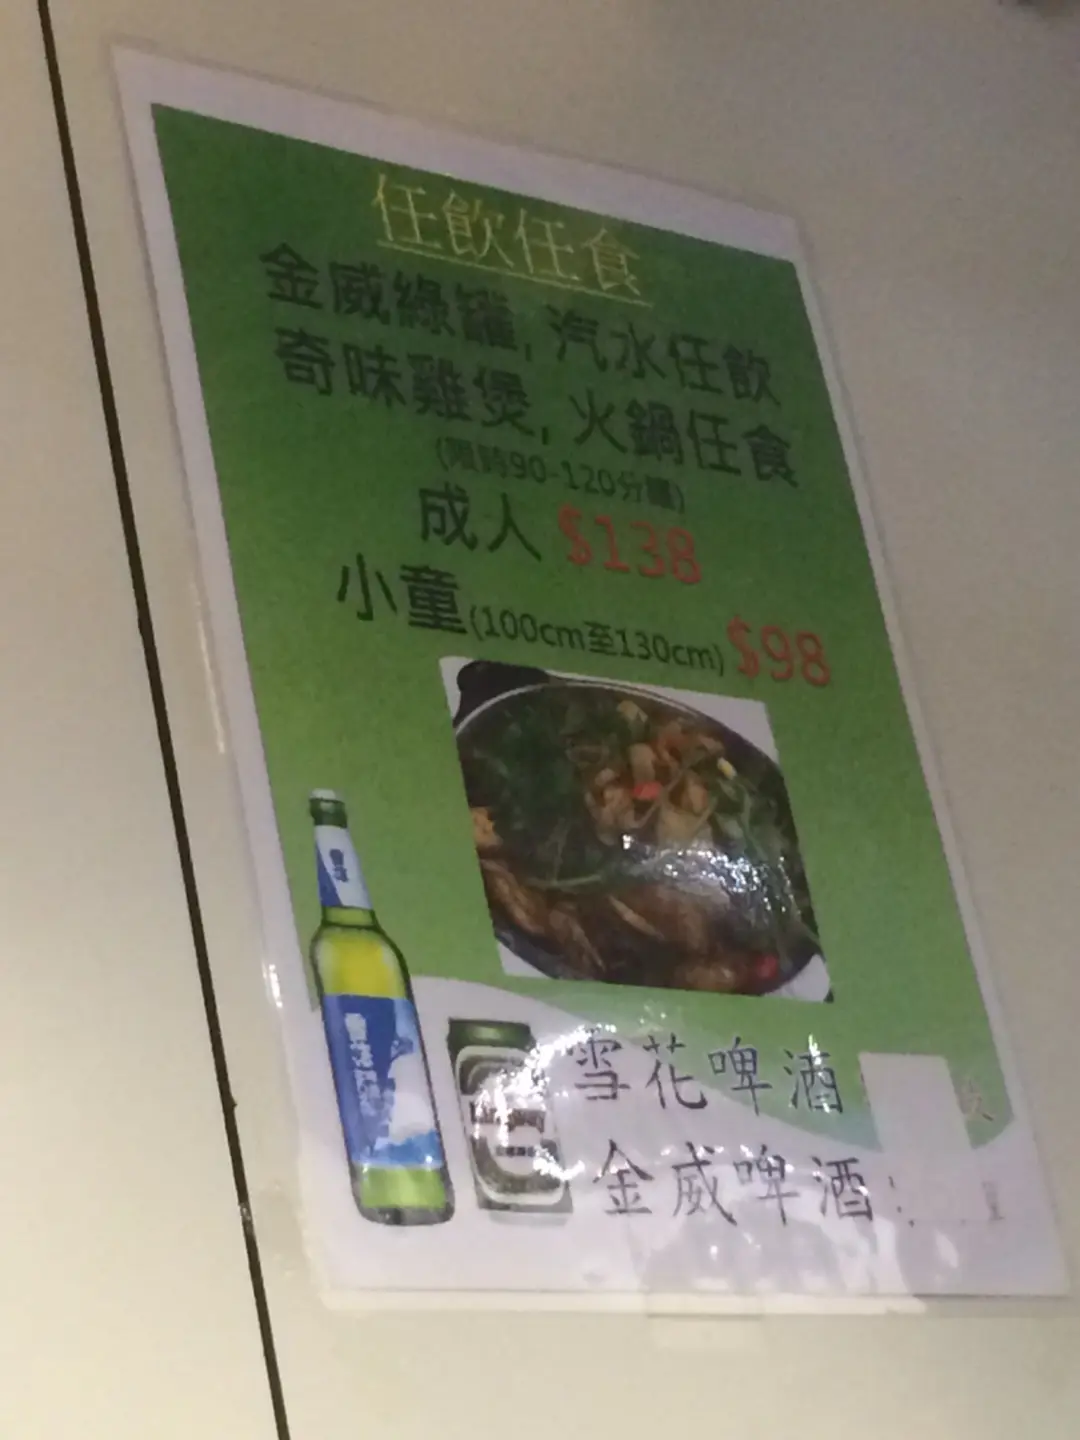 任飲任食
金威綠罐, 汽水任飲
奇味雞煲, 火鍋任食
(限時90-120分鐘)
成人 $138
小童(100cm至130cm) $98
雪花啤酒
金威啤酒: